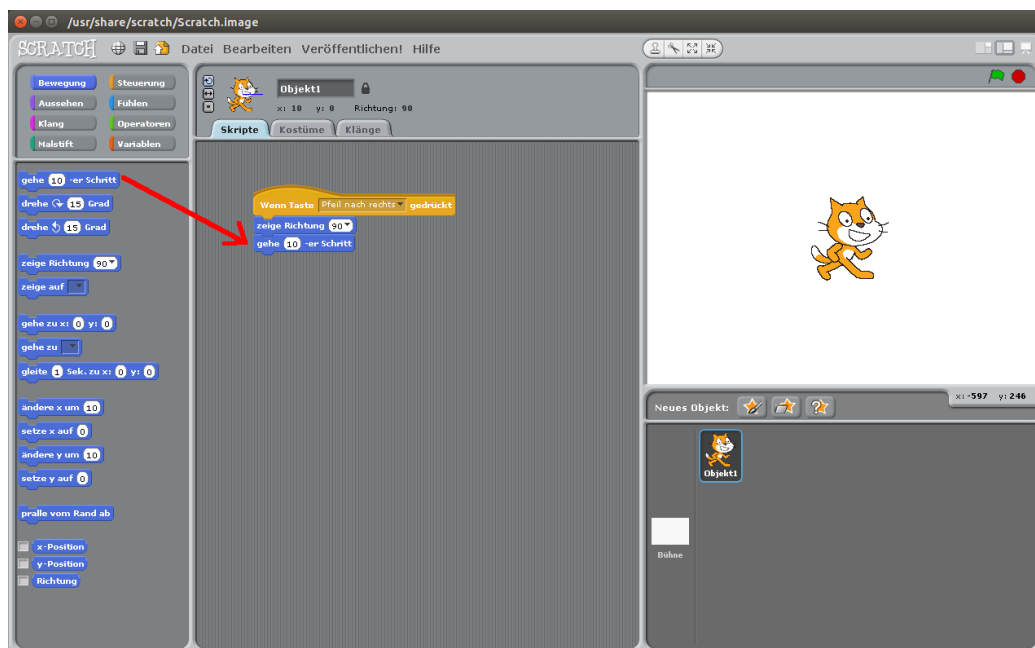 /usr/share/scratch/Scratch.image
SCRATCH Datei Bearbeiten Veröffentlichen! Hilfe
Bewegung Steuerung
Aussehen Fühlen
Klang Operatoren
Malstift Variablen
gehe 10 -er Schritt
drehe 15 Grad
drehe 15 Grad
zeige Richtung 90
zeige auf
gehe zu x: 0 y: 0
gehe zu
gleite 1 Sek. zu x: 0 y: 0
ändere x um 10
setze x auf 0
ändere y um 10
setze y auf 0
pralle vom Rand ab
x-Position
y-Position
Richtung
Objekt1
x: 10 y: 0 Richtung: 90
Skripte Kostüme Klänge
Wenn Taste Pfeil nach rechts gedrückt
zeige Richtung 90
gehe 10 -er Schritt
x: -597 y: 246
Neues Objekt:
Objekt1
Bühne